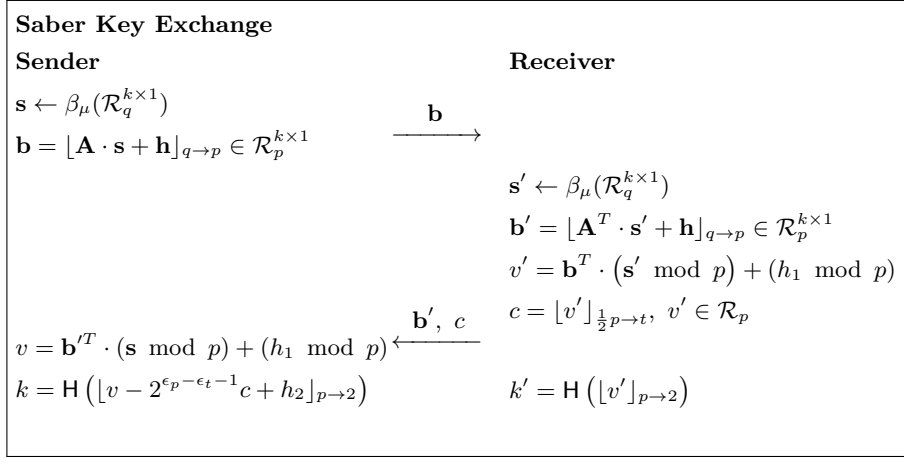 Saber Key Exchange
Sender Receiver
s ← β_μ(R_q^{k×1})
b = ⌊A · s + h⌋_{q→p} ∈ R_p^{k×1} b
s′ ← β_μ(R_q^{k×1})
b′ = ⌊A^T · s′ + h⌋_{q→p} ∈ R_p^{k×1}
v′ = b^T · (s′ mod p) + (h_1 mod p)
c = ⌊v′⌋_{½p→t}, v′ ∈ R_p
b′, c
v = b′^T · (s mod p) + (h_1 mod p)
k = H(⌊v − 2^{ϵ_p−ϵ_t−1}c + h_2⌋_{p→2}) k′ = H(⌊v′⌋_{p→2})